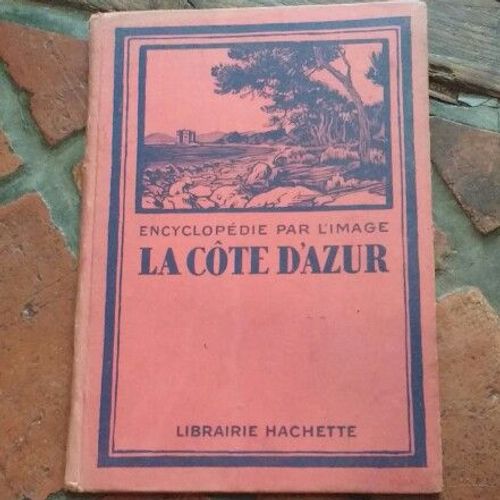 ENCYCLOPÉDIE PAR L'IMAGE
LA CÔTE D'AZUR
LIBRAIRIE HACHETTE